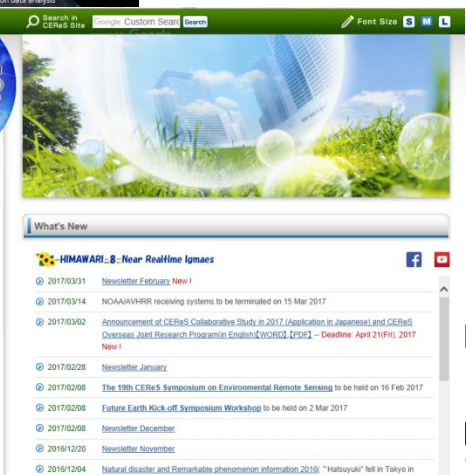 on data analysis
Search in
CEReS Site
Google Custom Searc
Search
Font Size S M L
What's New
HIMAWARI-8-Near Realtime Igmaes
2017/03/31 Newsletter February New !
2017/03/14 NOAA/AVHRR receiving systems to be terminated on 15 Mar 2017
2017/03/02 Announcement of CEReS Collaborative Study in 2017 (Application in Japanese) and CEReS
Overseas Joint Research Program(in English【WORD】,【PDF】 -- Deadline: April 21(Fri), 2017
New !
2017/02/28 Newsletter January
2017/02/08 The 19th CEReS Symposium on Environmental Remote Sensing to be held on 16 Feb 2017
2017/02/08 Future Earth Kick-off Symposium Workshop to be held on 2 Mar 2017
2017/02/08 Newsletter December
2016/12/20 Newsletter November
2016/12/04 Natural disaster and Remarkable phenomenon information 2016( "Hatsuyuki" fell in Tokyo in